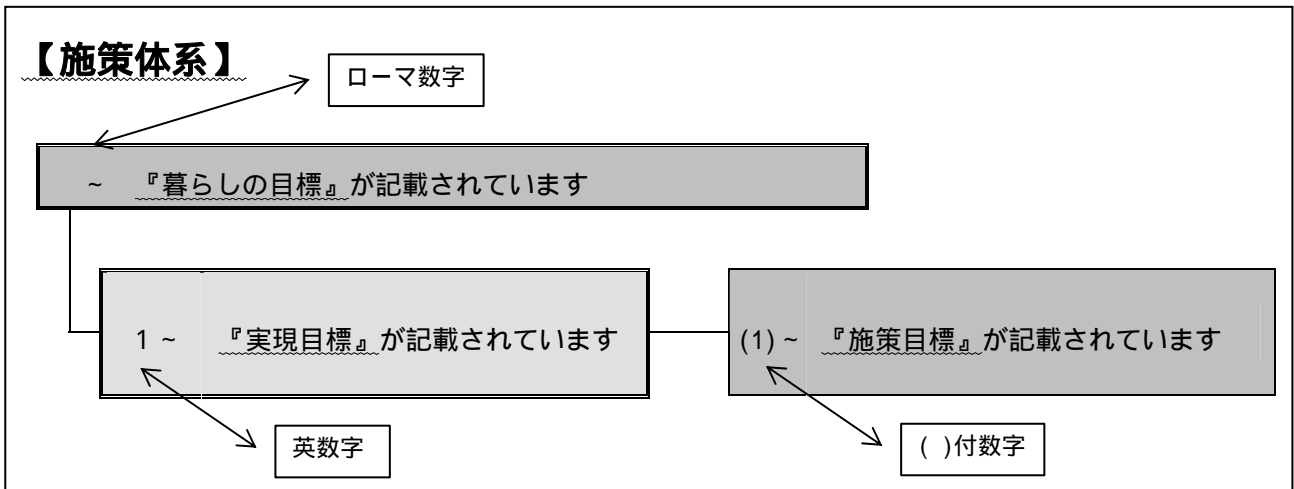 【施策体系】
ローマ数字
~ 『暮らしの目標』が記載されています
1 ~ 『実現目標』が記載されています
(1) ~ 『施策目標』が記載されています
英数字
( )付数字